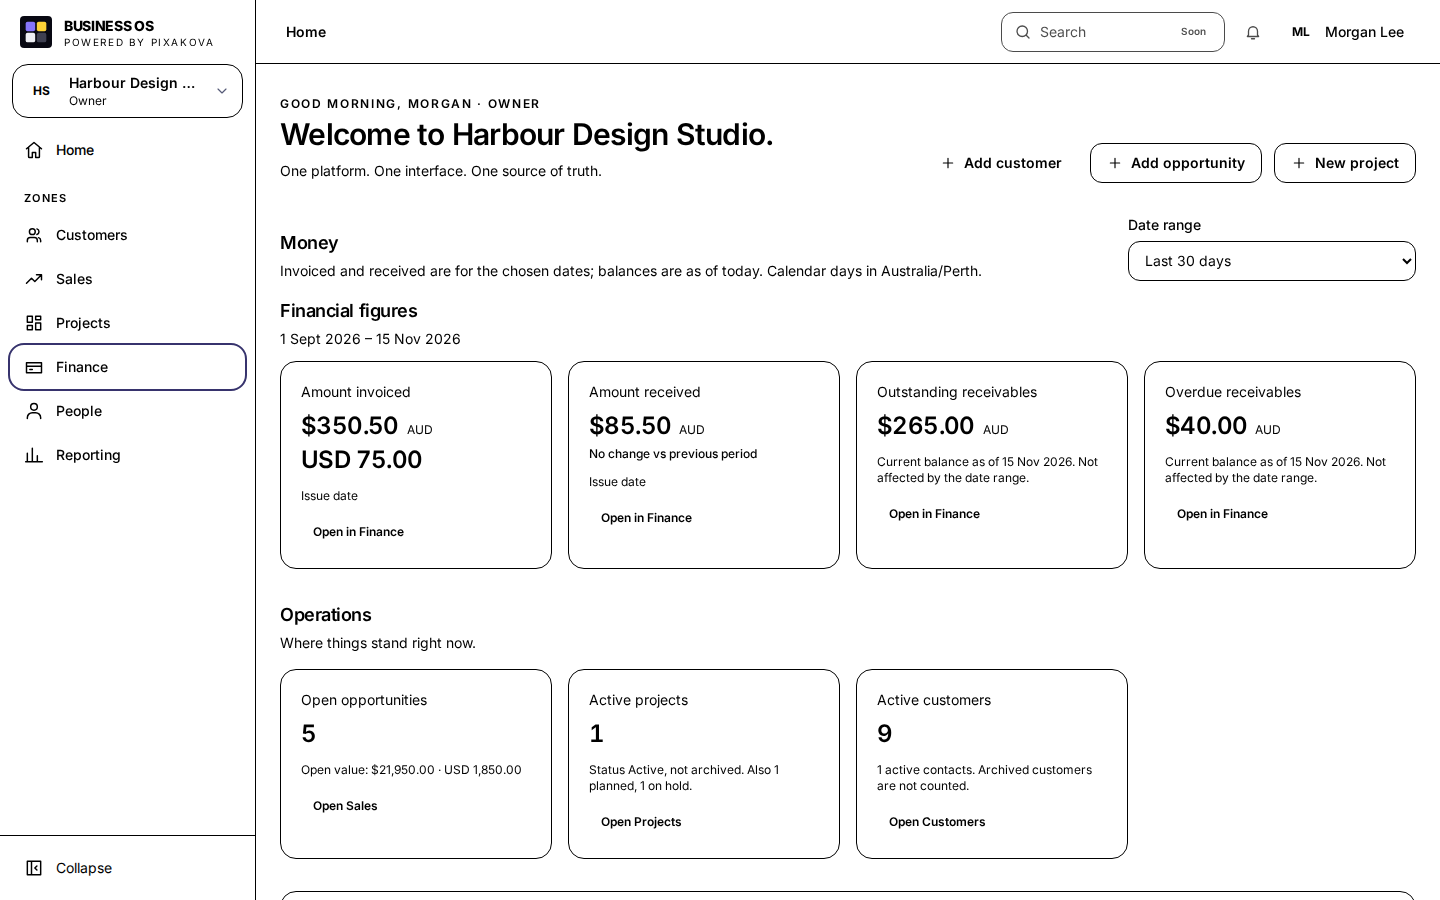 BUSINESS OS
POWERED BY PIXAKOVA
HS
Harbour Design ...
Owner
Home
ZONES
Customers
Sales
Projects
Finance
People
Reporting
Collapse
Home
Search
Soon
ML
Morgan Lee
GOOD MORNING, MORGAN · OWNER
Welcome to Harbour Design Studio.
One platform. One interface. One source of truth.
Add customer
Add opportunity
New project
Money
Invoiced and received are for the chosen dates; balances are as of today. Calendar days in Australia/Perth.
Date range
Last 30 days
Financial figures
1 Sept 2026 – 15 Nov 2026
Amount invoiced
$350.50 AUD
USD 75.00
Issue date
Open in Finance
Amount received
$85.50 AUD
No change vs previous period
Issue date
Open in Finance
Outstanding receivables
$265.00 AUD
Current balance as of 15 Nov 2026. Not
affected by the date range.
Open in Finance
Overdue receivables
$40.00 AUD
Current balance as of 15 Nov 2026. Not
affected by the date range.
Open in Finance
Operations
Where things stand right now.
Open opportunities
5
Open value: $21,950.00 · USD 1,850.00
Open Sales
Active projects
1
Status Active, not archived. Also 1
planned, 1 on hold.
Open Projects
Active customers
9
1 active contacts. Archived customers
are not counted.
Open Customers